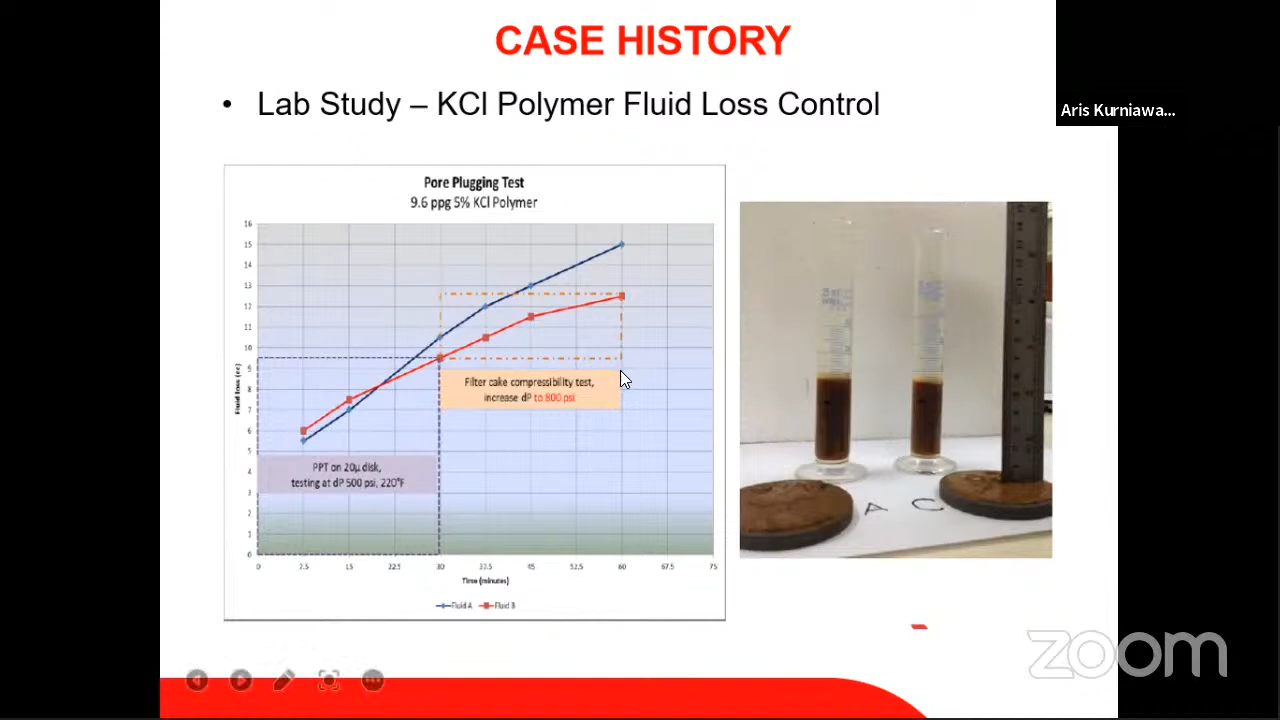 CASE HISTORY
• Lab Study – KCl Polymer Fluid Loss Control
Aris Kurniawa...
Pore Plugging Test
9.6 ppg 5% KCl Polymer
16
15
14
13
12
11
10
9
8
7
6
5
4
3
2
1
0
Fluid Loss (cc)
Filter cake compressibility test,
increase dP to 800 psi
PPT on 20µ disk,
testing at dP 500 psi, 220°F
0 7.5 15 22.5 30 37.5 45 52.5 60 67.5 75
Time (minutes)
Fluid A Fluid B
A C
zoom